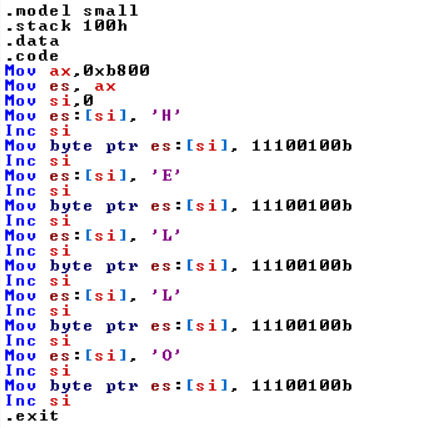 .model small
.stack 100h
.data
.code
Mov ax,0xb800
Mov es, ax
Mov si,0
Mov es:[si], 'H'
Inc si
Mov byte ptr es:[si], 11100100b
Inc si
Mov es:[si], 'E'
Inc si
Mov byte ptr es:[si], 11100100b
Inc si
Mov es:[si], 'L'
Inc si
Mov byte ptr es:[si], 11100100b
Inc si
Mov es:[si], 'L'
Inc si
Mov byte ptr es:[si], 11100100b
Inc si
Mov es:[si], 'O'
Inc si
Mov byte ptr es:[si], 11100100b
Inc si
.exit